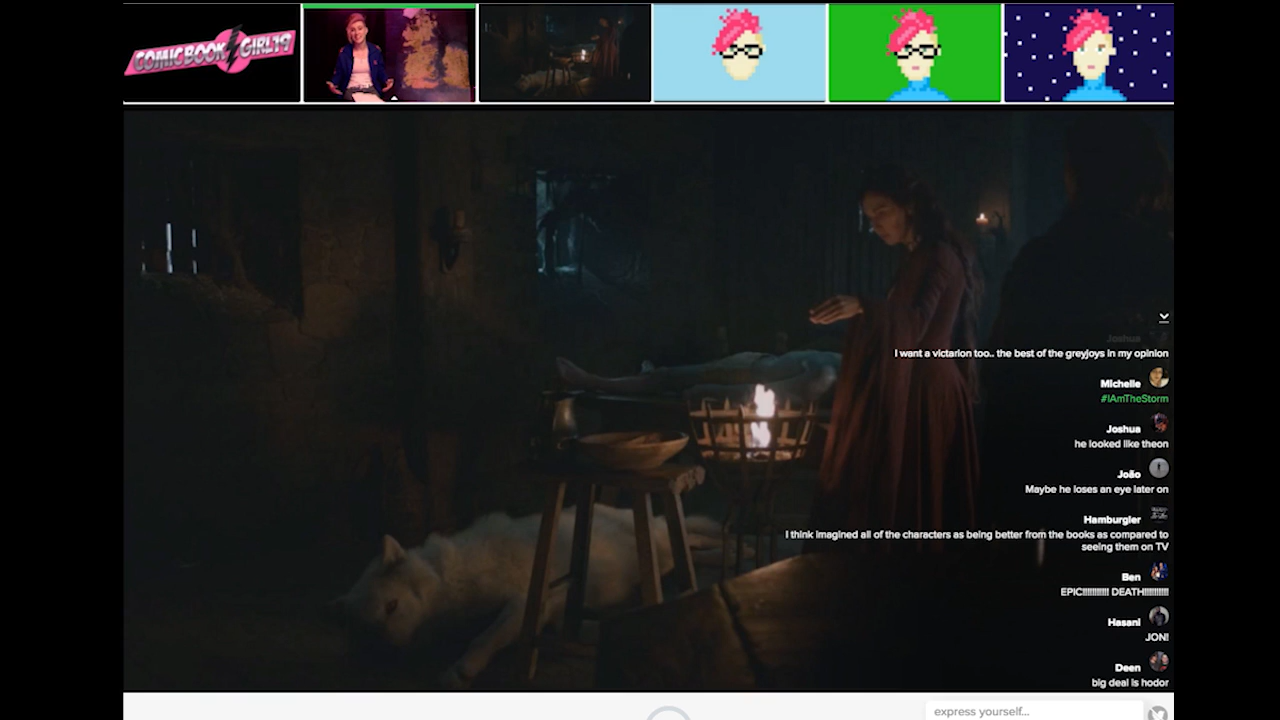 COMICBOOK GIRL19
Joshua
I want a victarion too.. the best of the greyjoys in my opinion
Michelle
#IAmTheStorm
Joshua
he looked like theon
João
Maybe he loses an eye later on
Hamburgler
I think imagined all of the characters as being better from the books as compared to
seeing them on TV
Ben
EPIC!!!!!!!!!!! DEATH!!!!!!!!!!!
Hasani
JON!
Deen
big deal is hodor
express yourself...